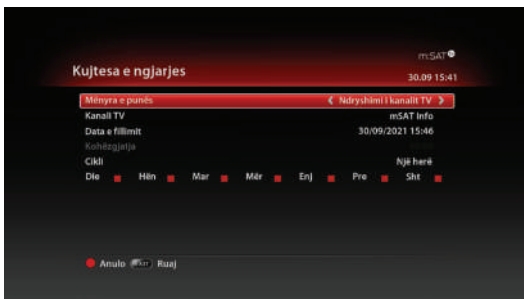 m:SAT
Kujtesa e ngjarjes
30.09 15:41
Mënyra e punës Ndryshimi i kanalit TV
Kanali TV mSAT Info
Data e fillimit 30/09/2021 15:46
Kohëzgjatja
Cikli Një herë
Die Hën Mar Mër Enj Pre Sht
Anulo Ruaj